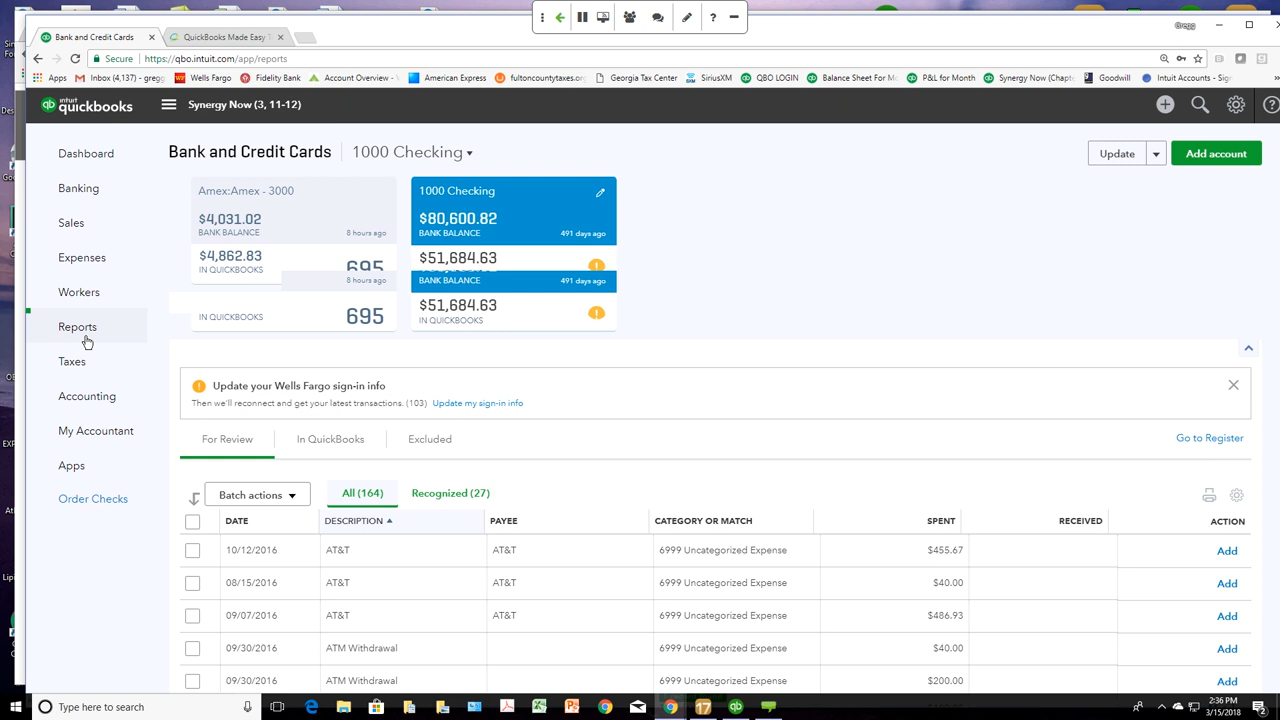 Gregg
Bank and Credit Cards
QuickBooks Made Easy T
Secure
https://qbo.intuit.com/app/reports
Apps
Inbox (4,137) - gregg
Wells Fargo
Fidelity Bank
Account Overview -
American Express
fultoncountytaxes.o
Georgia Tax Center
SiriusXM
QBO LOGIN
Balance Sheet For Mo
P&L for Month
Synergy Now (Chapt
Goodwill
Intuit Accounts - Sign
intuit
quickbooks
Synergy Now (3, 11-12)
Dashboard
Banking
Sales
Expenses
Workers
Reports
Taxes
Accounting
My Accountant
Apps
Order Checks
Bank and Credit Cards
1000 Checking
Update
Add account
Amex:Amex - 3000
$4,031.02
BANK BALANCE
8 hours ago
$4,862.83
IN QUICKBOOKS
695
8 hours ago
IN QUICKBOOKS
695
1000 Checking
$80,600.82
BANK BALANCE
491 days ago
$51,684.63
BANK BALANCE
491 days ago
$51,684.63
IN QUICKBOOKS
Update your Wells Fargo sign-in info
Then we'll reconnect and get your latest transactions. (103) Update my sign-in info
For Review
In QuickBooks
Excluded
Go to Register
Batch actions
All (164)
Recognized (27)
DATE DESCRIPTION PAYEE CATEGORY OR MATCH SPENT RECEIVED ACTION
10/12/2016 AT&T AT&T 6999 Uncategorized Expense $455.67 Add
08/15/2016 AT&T AT&T 6999 Uncategorized Expense $40.00 Add
09/07/2016 AT&T AT&T 6999 Uncategorized Expense $486.93 Add
09/30/2016 ATM Withdrawal 6999 Uncategorized Expense $40.00 Add
09/30/2016 ATM Withdrawal 6999 Uncategorized Expense $200.00 Add
Type here to search
17
2:36 PM
3/15/2018
2